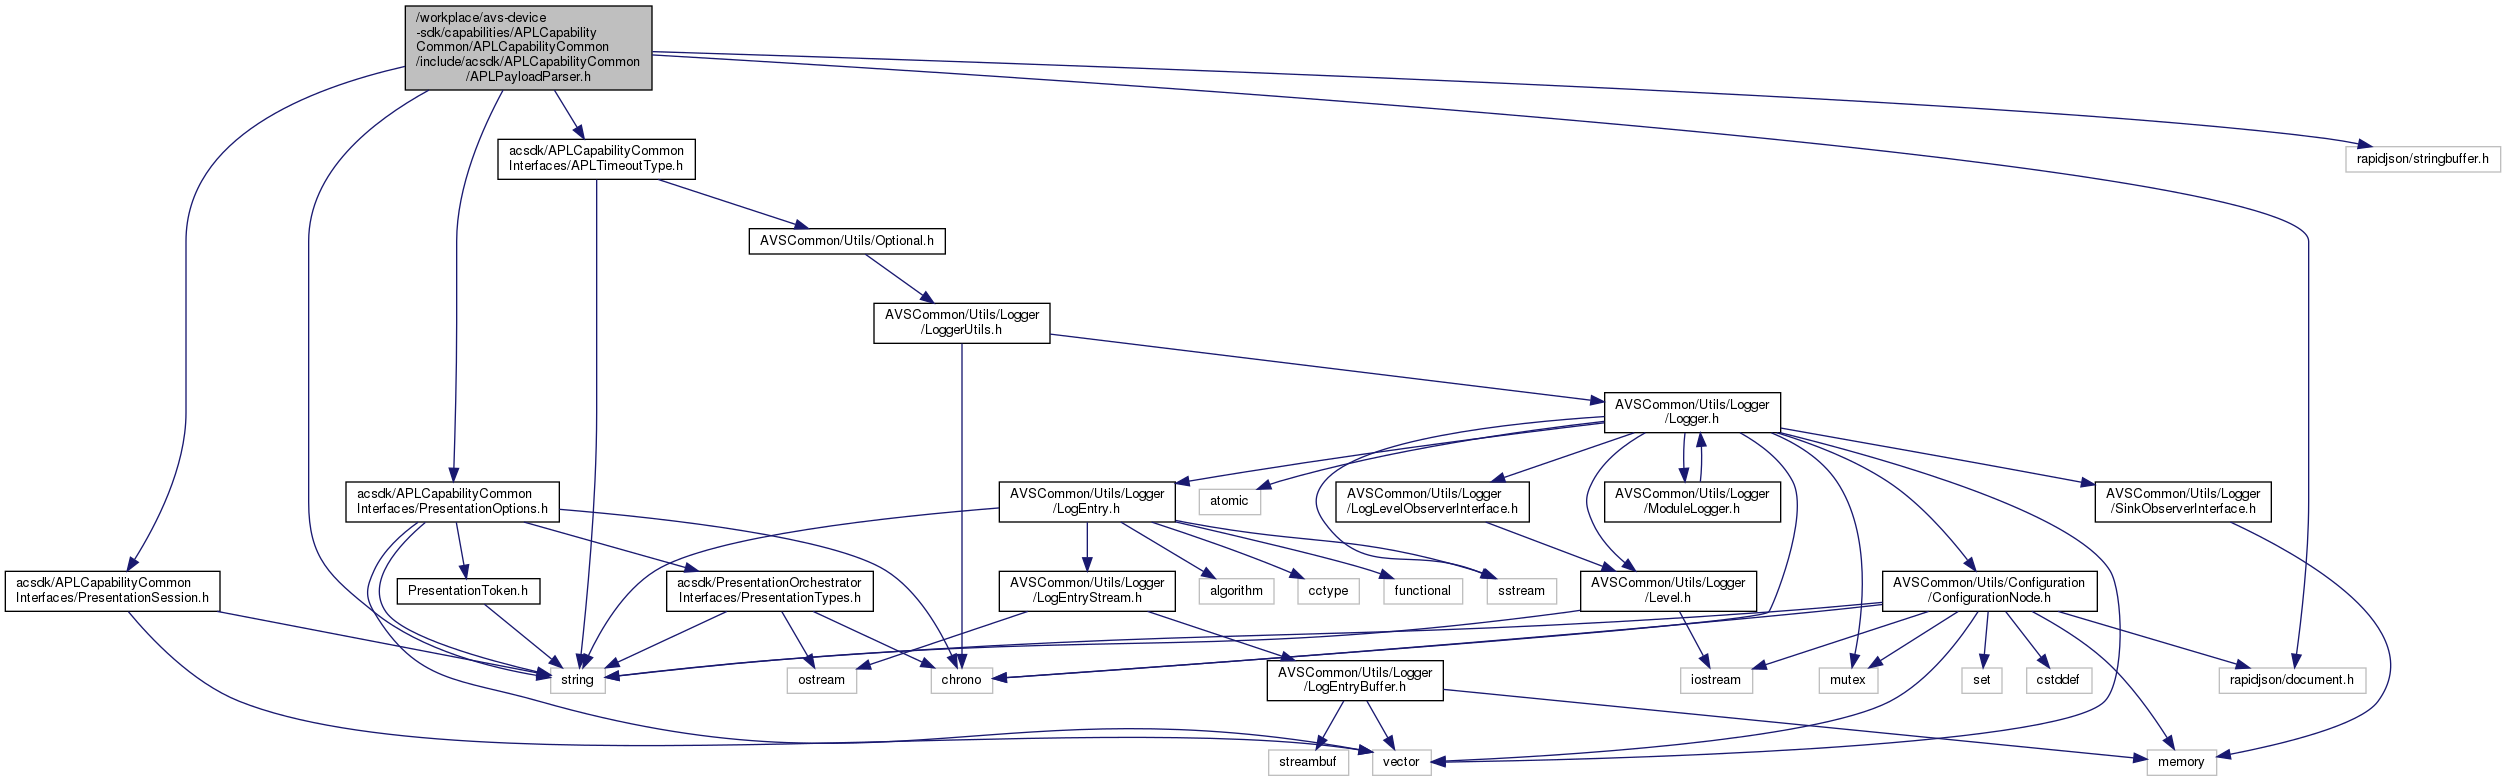 /workplace/avs-device
-sdk/capabilities/APLCapability
Common/APLCapabilityCommon
/include/acsdk/APLCapabilityCommon
/APLPayloadParser.h
acsdk/APLCapabilityCommon
Interfaces/APLTimeoutType.h
rapidjson/stringbuffer.h
AVSCommon/Utils/Optional.h
AVSCommon/Utils/Logger
/LoggerUtils.h
AVSCommon/Utils/Logger
/Logger.h
acsdk/APLCapabilityCommon
Interfaces/PresentationOptions.h
AVSCommon/Utils/Logger
/LogEntry.h
atomic
AVSCommon/Utils/Logger
/LogLevelObserverInterface.h
AVSCommon/Utils/Logger
/ModuleLogger.h
AVSCommon/Utils/Logger
/SinkObserverInterface.h
acsdk/APLCapabilityCommon
Interfaces/PresentationSession.h
PresentationToken.h
acsdk/PresentationOrchestrator
Interfaces/PresentationTypes.h
AVSCommon/Utils/Logger
/LogEntryStream.h
algorithm
cctype
functional
sstream
AVSCommon/Utils/Logger
/Level.h
AVSCommon/Utils/Configuration
/ConfigurationNode.h
string
ostream
chrono
AVSCommon/Utils/Logger
/LogEntryBuffer.h
iostream
mutex
set
cstddef
rapidjson/document.h
streambuf
vector
memory